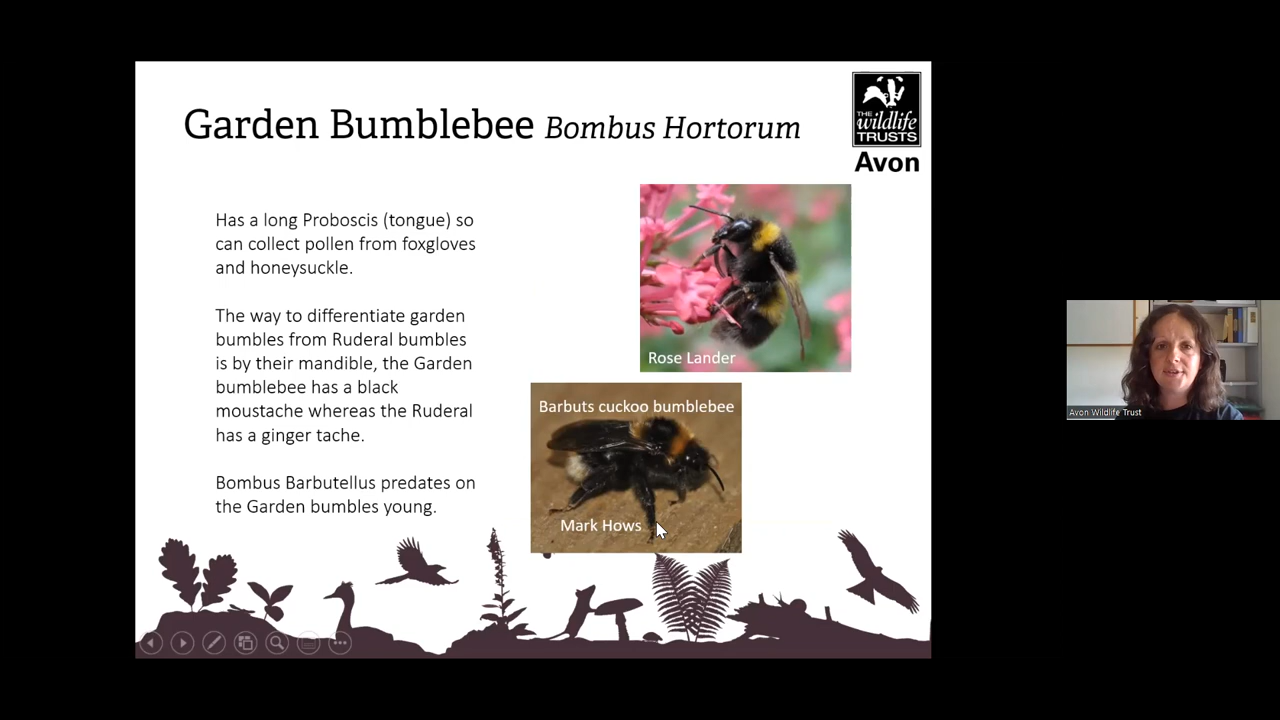 Garden Bumblebee Bombus Hortorum
THE
wildlife
TRUSTS
Avon
Has a long Proboscis (tongue) so
can collect pollen from foxgloves
and honeysuckle.
The way to differentiate garden
bumbles from Ruderal bumbles
is by their mandible, the Garden
bumblebee has a black
moustache whereas the Ruderal
has a ginger tache.
Bombus Barbutellus predates on
the Garden bumbles young.
Rose Lander
Barbuts cuckoo bumblebee
Mark Hows
Avon Wildlife Trust